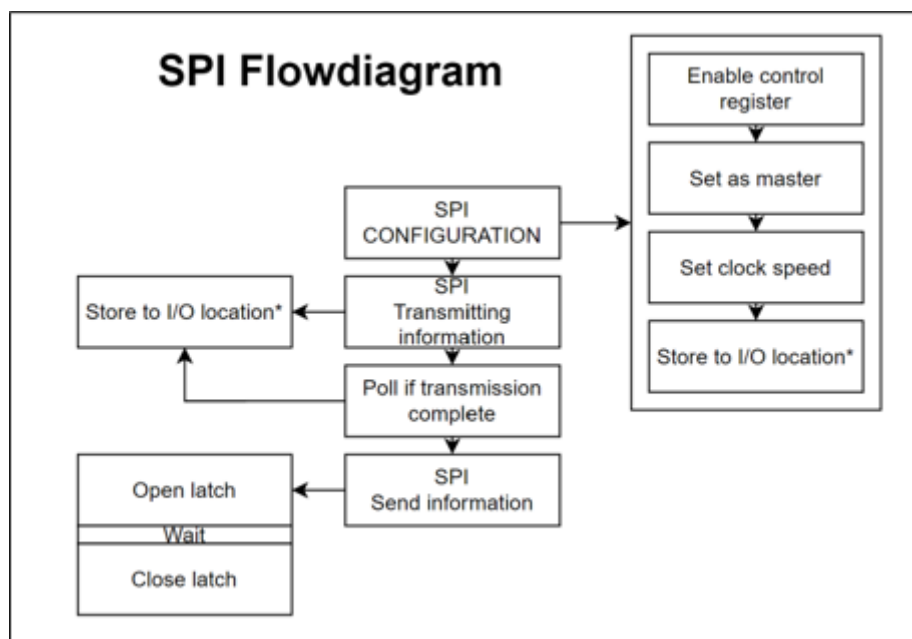 SPI Flowdiagram
Enable control
register
Set as master
Set clock speed
Store to I/O location*
SPI
CONFIGURATION
SPI
Transmitting
information
Store to I/O location*
Poll if transmission
complete
SPI
Send information
Open latch
Wait
Close latch